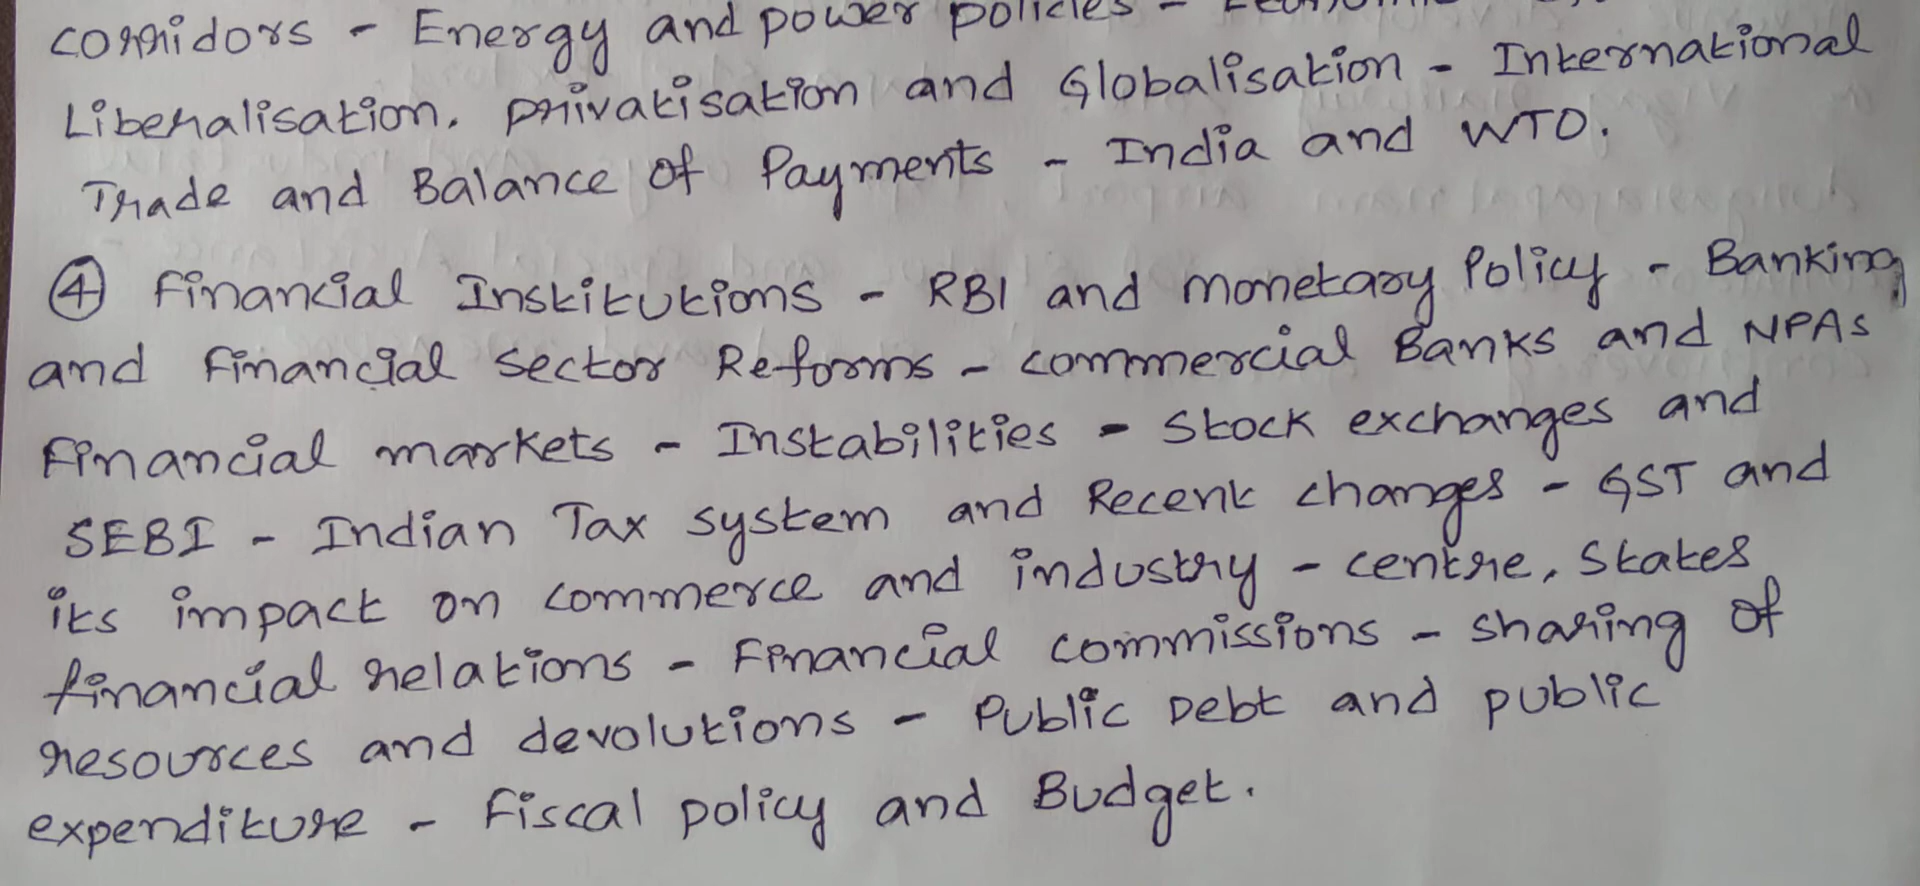 corridors - Energy and power policies -
Liberalisation, privatisation and Globalisation - International
Trade and Balance of Payments - India and WTO.
④ Financial Institutions - RBI and monetary Policy - Banking
and Financial Sector Reforms - commercial Banks and NPAs
Financial markets - Instabilities - Stock exchanges and
SEBI - Indian Tax system and Recent changes - GST and
its impact on commerce and industry - centre, States
financial relations - Financial commissions - sharing of
resources and devolutions - Public Debt and public
expenditure - Fiscal policy and Budget.